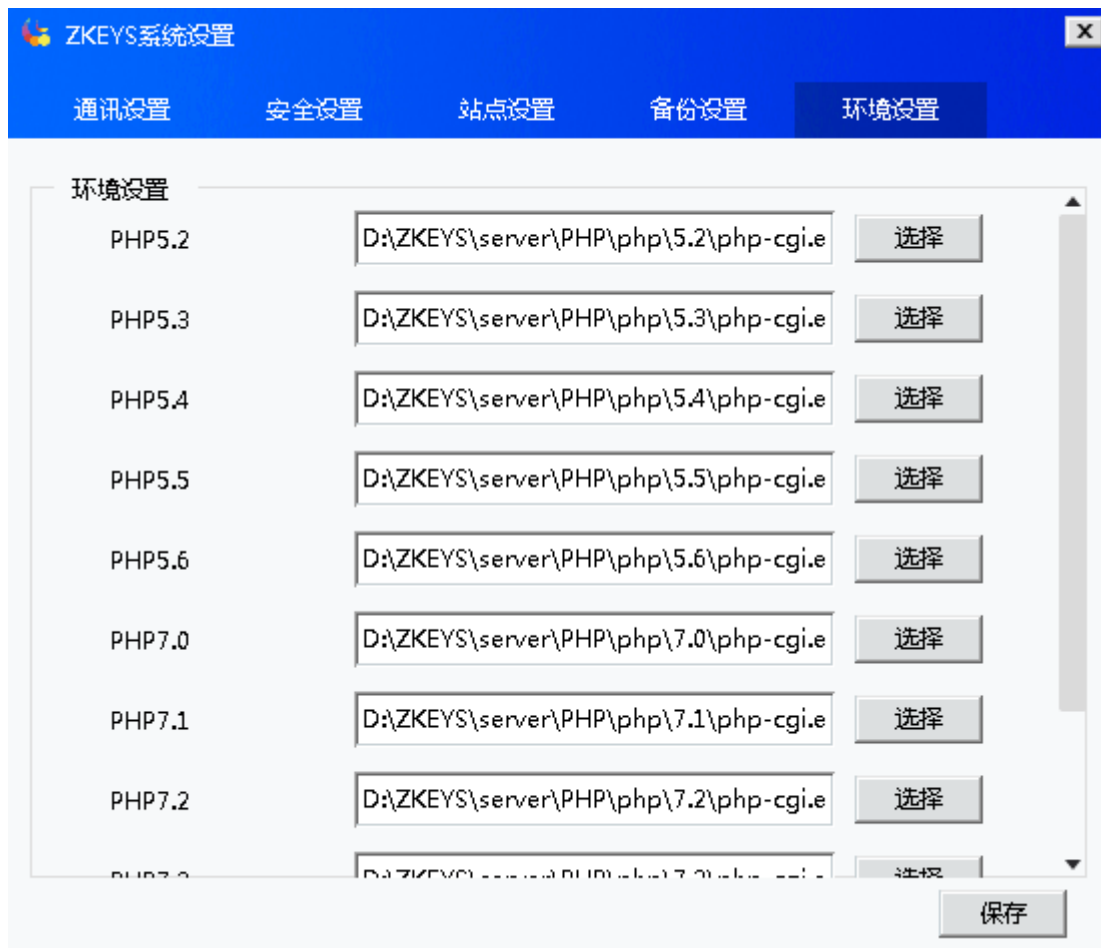 ZKEYS系统设置
通讯设置 安全设置 站点设置 备份设置 环境设置
环境设置
PHP5.2 D:\ZKEYS\server\PHP\php\5.2\php-cgi.e 选择
PHP5.3 D:\ZKEYS\server\PHP\php\5.3\php-cgi.e 选择
PHP5.4 D:\ZKEYS\server\PHP\php\5.4\php-cgi.e 选择
PHP5.5 D:\ZKEYS\server\PHP\php\5.5\php-cgi.e 选择
PHP5.6 D:\ZKEYS\server\PHP\php\5.6\php-cgi.e 选择
PHP7.0 D:\ZKEYS\server\PHP\php\7.0\php-cgi.e 选择
PHP7.1 D:\ZKEYS\server\PHP\php\7.1\php-cgi.e 选择
PHP7.2 D:\ZKEYS\server\PHP\php\7.2\php-cgi.e 选择
保存